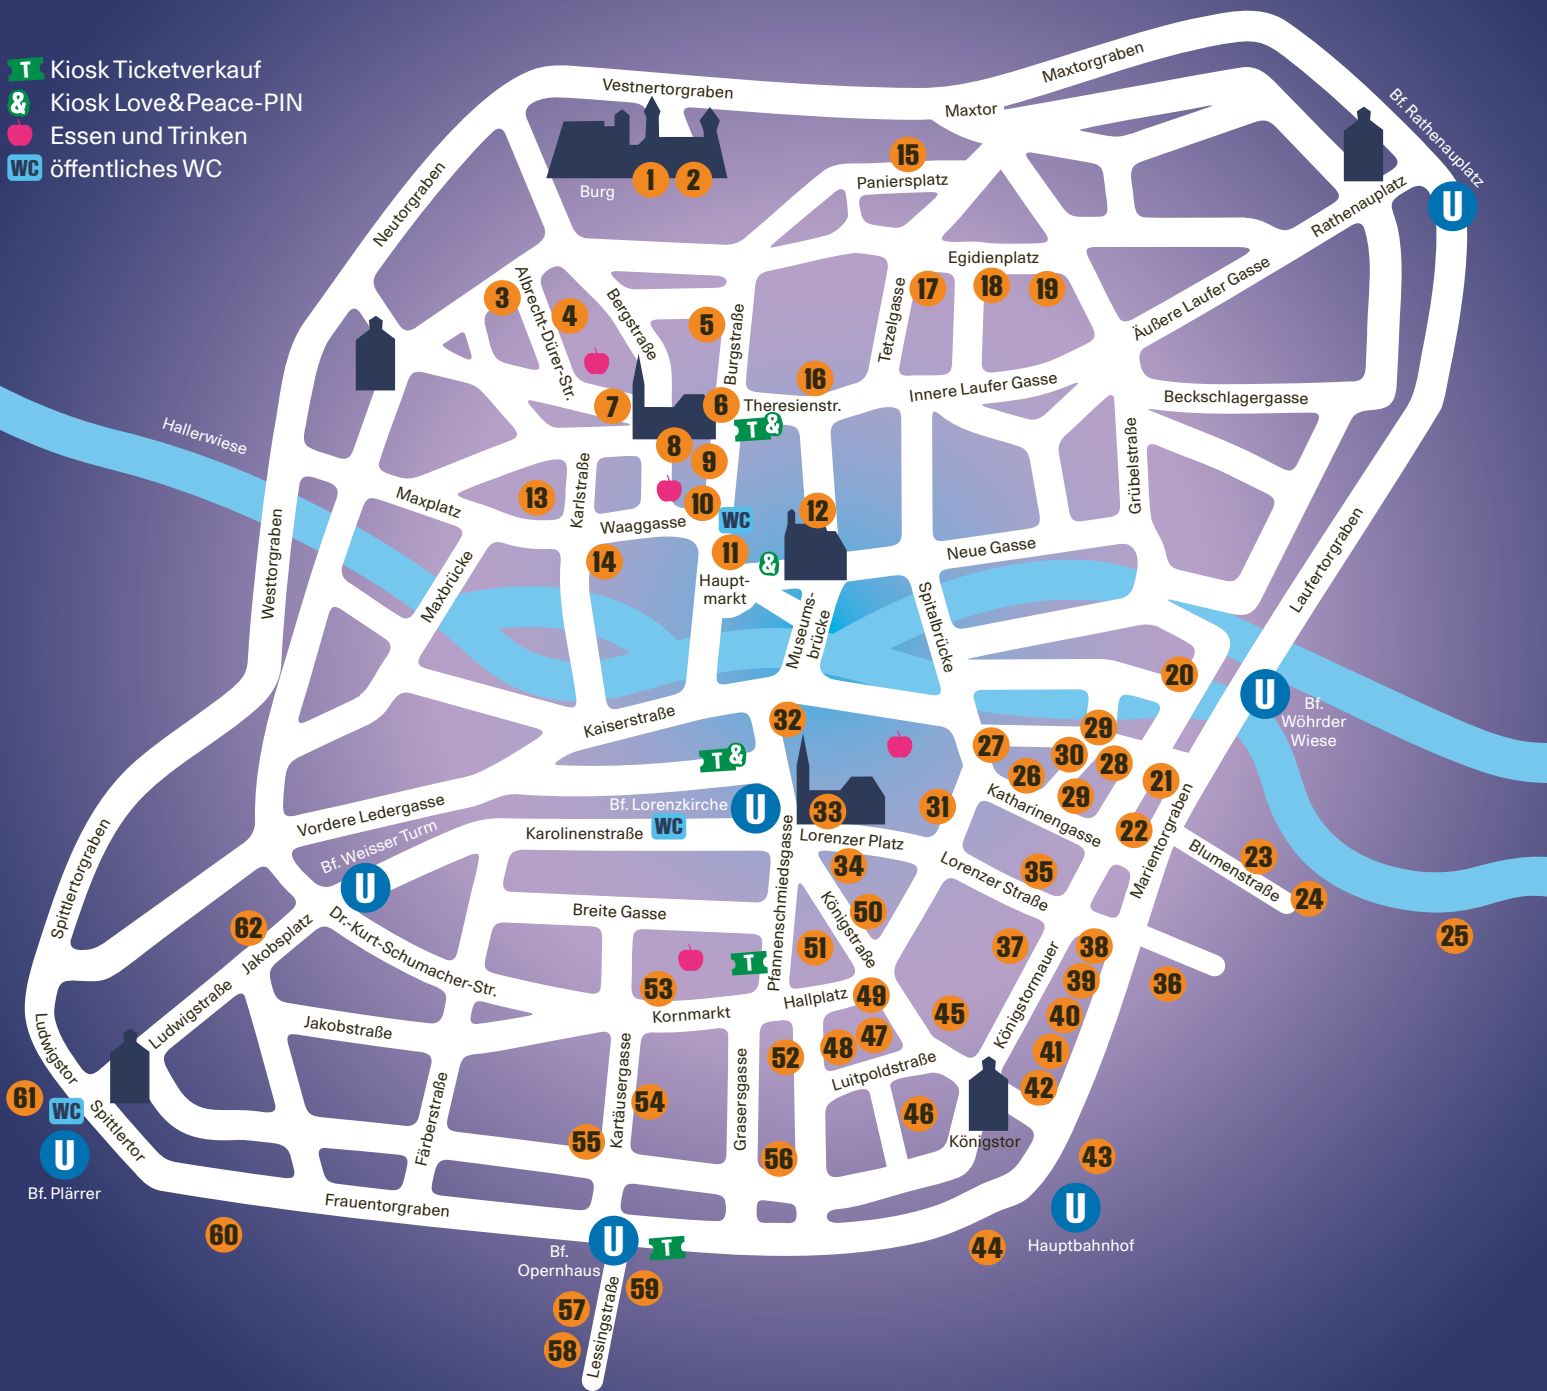 T Kiosk Ticketverkauf
& Kiosk Love&Peace-PIN
Essen und Trinken
WC öffentliches WC
Vestnertorgraben
Maxtorgraben
Maxtor
Bf. Rathenauplatz
U
Rathenauplatz
Neutorgraben
Burg
1
2
15
Paniersplatz
Egidienplatz
17
18
19
Tetzelgasse
Äußere Laufer Gasse
3
Albrecht-Dürer-Str.
4
Bergstraße
5
Burgstraße
16
Innere Laufer Gasse
Beckschlagergasse
7
6
Theresienstr.
T &
Hallerwiese
8
9
Grübelstraße
Maxplatz
13
Karlstraße
10
WC
12
Waaggasse
Westtorgraben
Maxbrücke
14
11
&
Haupt-
markt
Neue Gasse
Laufertorgraben
Museums-
brücke
Spitalbrücke
20
U
Bf.
Wöhrder
Wiese
Kaiserstraße
32
27
29
30
28
26
29
21
T &
Katharinengasse
22
Marientorgraben
Vordere Ledergasse
Bf. Lorenzkirche
U
33
31
Karolinenstraße
WC
Lorenzer Platz
Bf. Weisser Turm
U
Blumenstraße
23
24
25
34
Lorenzer Straße
35
Spittlertorgraben
Breite Gasse
Pfannenschmiedsgasse
Königstraße
50
62
Jakobsplatz
Dr.-Kurt-Schumacher-Str.
51
37
38
T
53
39
36
Hallplatz
49
Königstormauer
Ludwigstraße
Kornmarkt
45
40
Jakobstraße
47
48
41
Ludwigstor
52
Luitpoldstraße
42
Kartäusergasse
Grasersgasse
54
46
61
WC
Spittlertor
Färberstraße
55
Königstor
U
Bf. Plärrer
56
43
U
Hauptbahnhof
Frauentorgraben
60
44
U
T
Bf.
Opernhaus
59
57
58
Lessingstraße